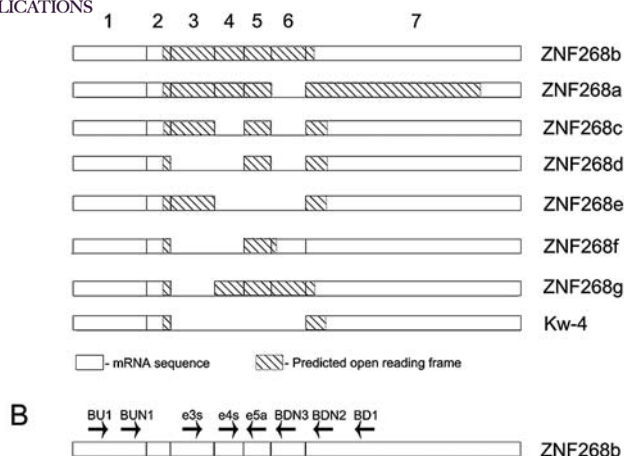 LICATIONS
1 2 3 4 5 6 7
ZNF268b
ZNF268a
ZNF268c
ZNF268d
ZNF268e
ZNF268f
ZNF268g
Kw-4
- mRNA sequence - Predicted open reading frame
B
BU1 BUN1 e3s e4s e5a BDN3 BDN2 BD1
ZNF268b